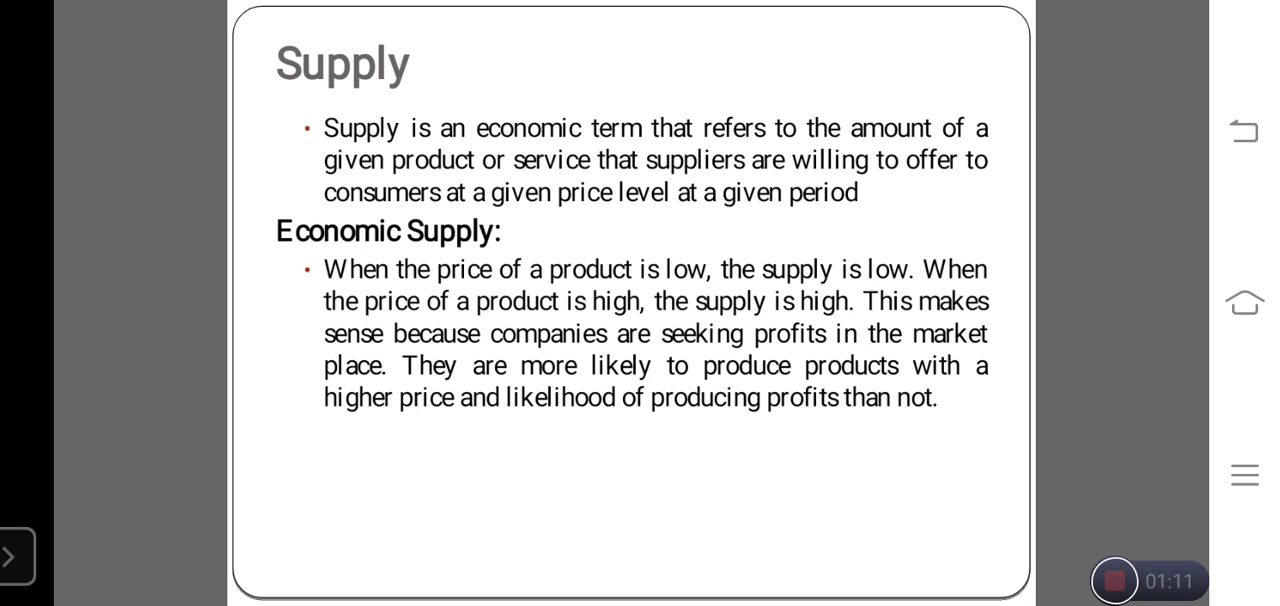 Supply
• Supply is an economic term that refers to the amount of a
given product or service that suppliers are willing to offer to
consumers at a given price level at a given period
Economic Supply:
• When the price of a product is low, the supply is low. When
the price of a product is high, the supply is high. This makes
sense because companies are seeking profits in the market
place. They are more likely to produce products with a
higher price and likelihood of producing profits than not.
01:11